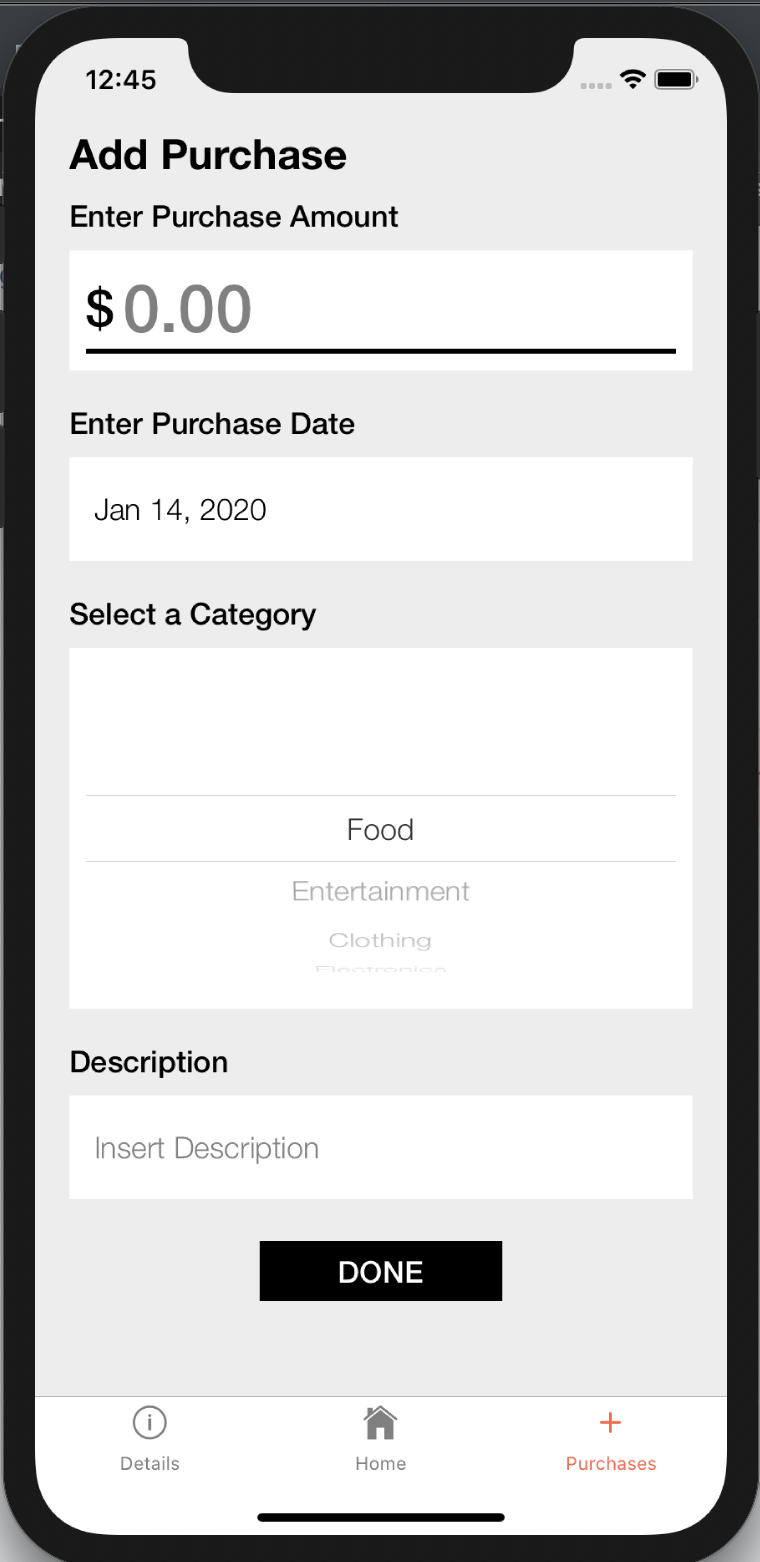 12:45
Add Purchase
Enter Purchase Amount
$ 0.00
Enter Purchase Date
Jan 14, 2020
Select a Category
Food
Entertainment
Clothing
Description
Insert Description
DONE
Details
Home
Purchases